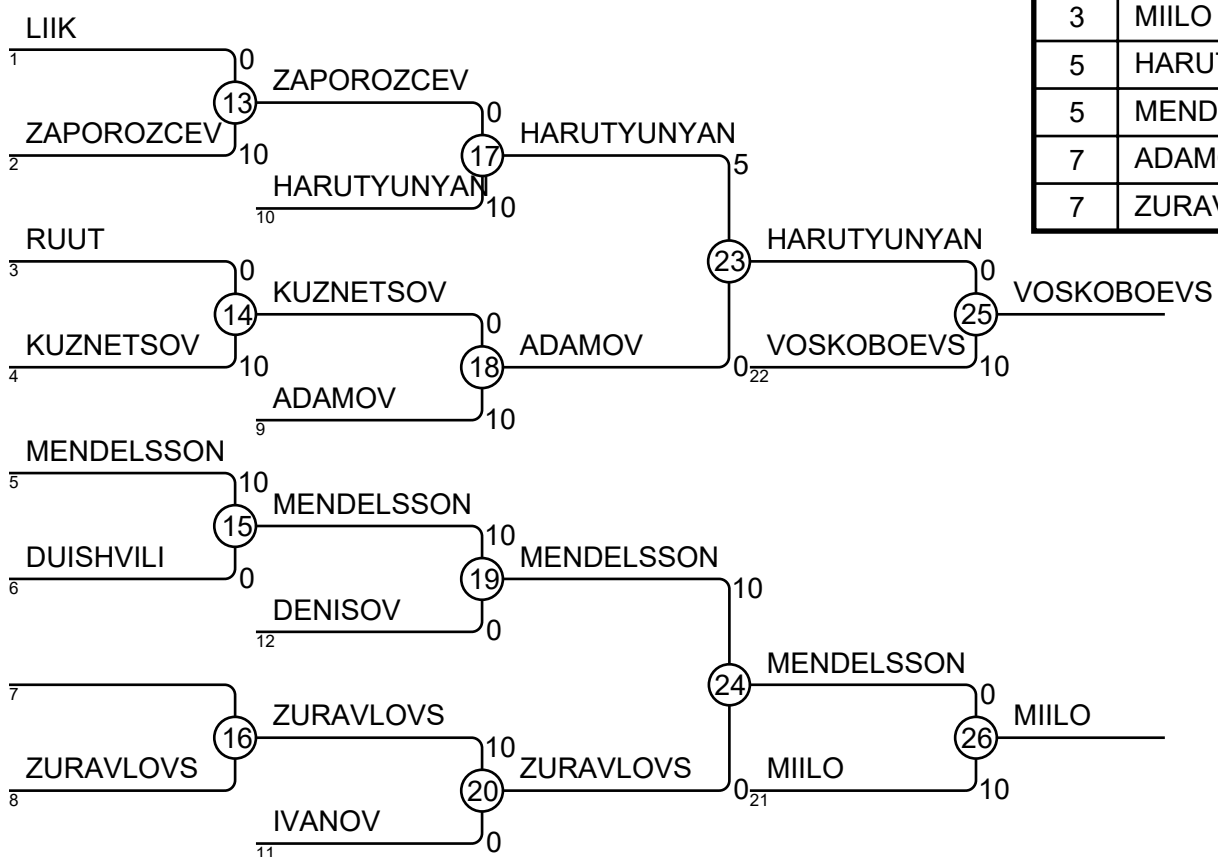 LIIK
1
0
13
ZAPOROZCEV
ZAPOROZCEV
2
10
0
17
HARUTYUNYAN
HARUTYUNYAN
10
10
5
RUUT
3
0
14
KUZNETSOV
KUZNETSOV
4
10
0
18
ADAMOV
ADAMOV
9
10
0
23
HARUTYUNYAN
0
25
VOSKOBOEVS
VOSKOBOEVS
22
10
MENDELSSON
5
10
15
MENDELSSON
DUISHVILI
6
0
10
19
MENDELSSON
DENISOV
12
0
10
7
16
ZURAVLOVS
ZURAVLOVS
8
10
20
ZURAVLOVS
IVANOV
11
0
0
24
MENDELSSON
0
26
MIILO
MIILO
21
10
3 MIILO
5 HARU
5 MEND
7 ADAM
7 ZURA